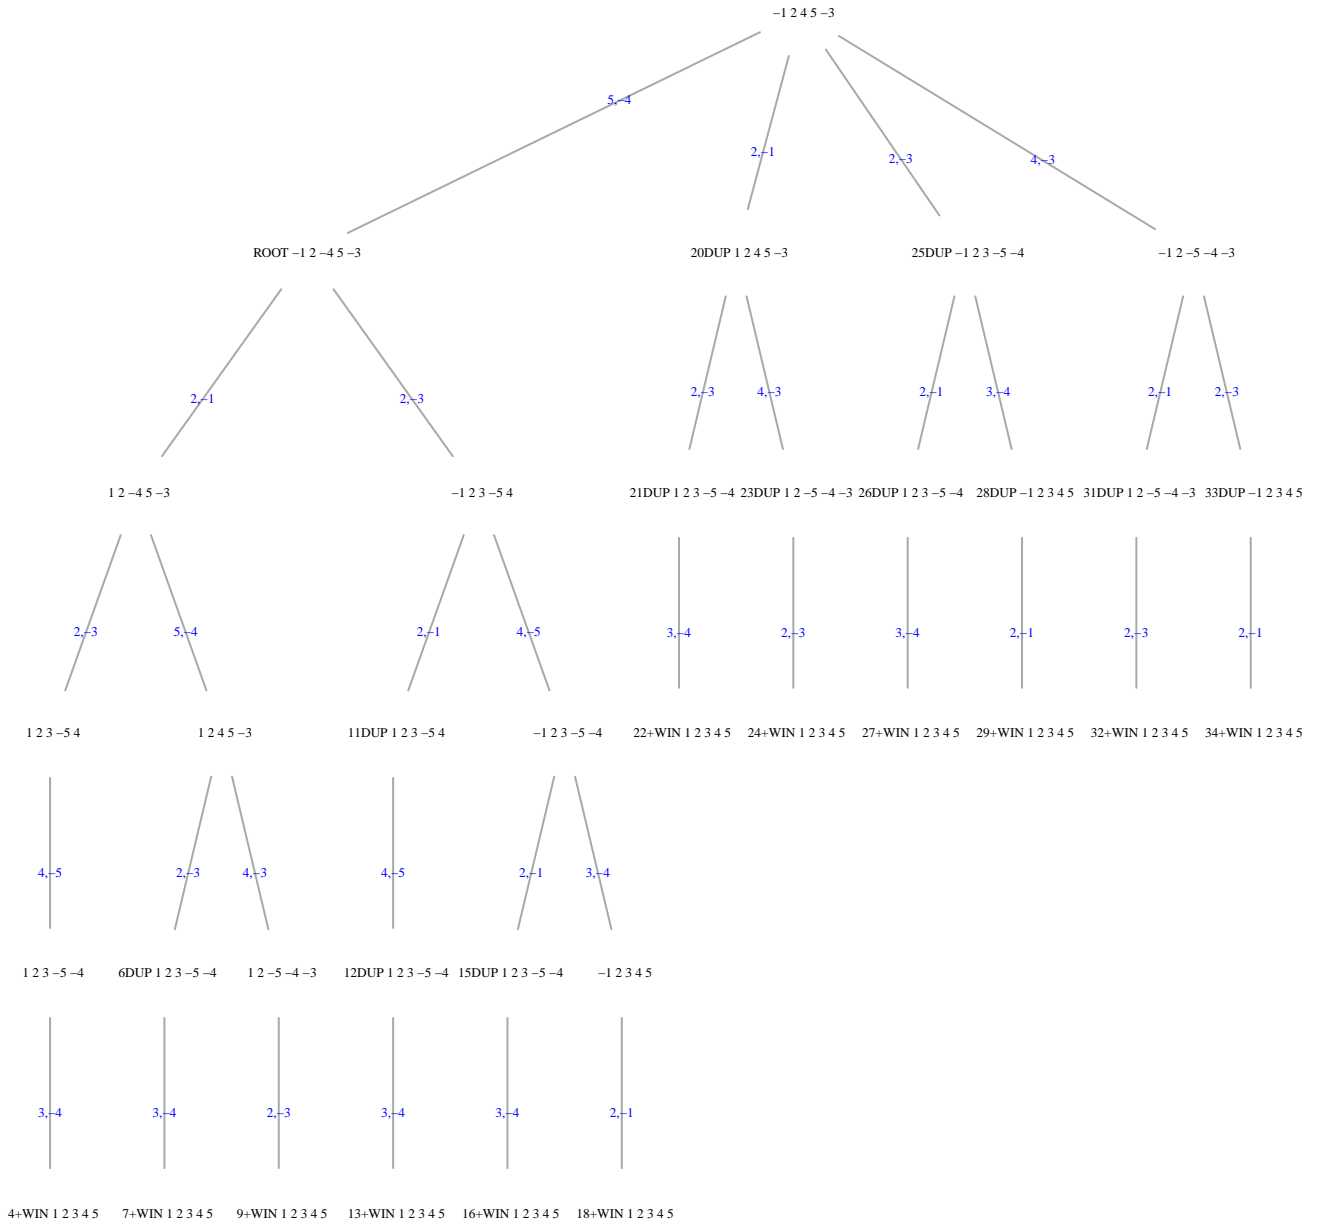 −1 2 4 5 −3
5,−4
2,−1
2,−3
4,−3
ROOT −1 2 −4 5 −3
20DUP 1 2 4 5 −3
25DUP −1 2 3 −5 −4
−1 2 −5 −4 −3
2,−1
2,−3
2,−3
4,−3
2,−1
3,−4
2,−1
2,−3
1 2 −4 5 −3
−1 2 3 −5 4
21DUP 1 2 3 −5 −4
23DUP 1 2 −5 −4 −3
26DUP 1 2 3 −5 −4
28DUP −1 2 3 4 5
31DUP 1 2 −5 −4 −3
33DUP −1 2 3 4 5
2,−3
5,−4
2,−1
4,−5
3,−4
2,−3
3,−4
2,−1
2,−3
2,−1
1 2 3 −5 4
1 2 4 5 −3
11DUP 1 2 3 −5 4
−1 2 3 −5 −4
22+WIN 1 2 3 4 5
24+WIN 1 2 3 4 5
27+WIN 1 2 3 4 5
29+WIN 1 2 3 4 5
32+WIN 1 2 3 4 5
34+WIN 1 2 3 4 5
4,−5
2,−3
4,−3
4,−5
2,−1
3,−4
1 2 3 −5 −4
6DUP 1 2 3 −5 −4
1 2 −5 −4 −3
12DUP 1 2 3 −5 −4
15DUP 1 2 3 −5 −4
−1 2 3 4 5
3,−4
3,−4
2,−3
3,−4
3,−4
2,−1
4+WIN 1 2 3 4 5
7+WIN 1 2 3 4 5
9+WIN 1 2 3 4 5
13+WIN 1 2 3 4 5
16+WIN 1 2 3 4 5
18+WIN 1 2 3 4 5